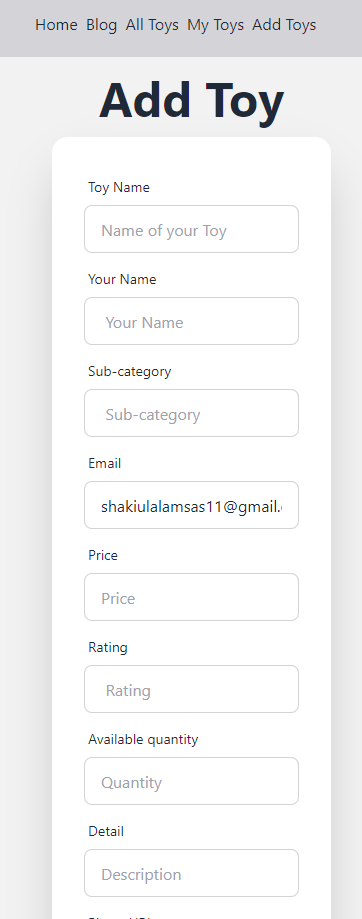 Home Blog All Toys My Toys Add Toys
Add Toy
Toy Name
Name of your Toy
Your Name
Your Name
Sub-category
Sub-category
Email
shakiulalamsas11@gmail.
Price
Price
Rating
Rating
Available quantity
Quantity
Detail
Description